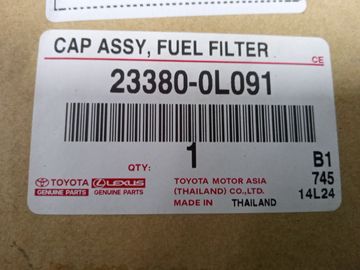 CAP ASSY, FUEL FILTER
CE
23380-0L091
QTY: 1 B1
TOYOTA GENUINE PARTS
LEXUS GENUINE PARTS
TOYOTA MOTOR ASIA 745
(THAILAND) CO.,LTD. 14L24
MADE IN THAILAND